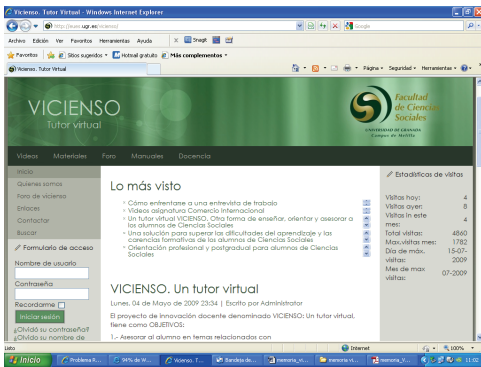 Vicienso. Tutor Virtual - Windows Internet Explorer
http://www.ugr.es/vicienso/
Google
Archivo Edición Ver Favoritos Herramientas Ayuda
X Snagit
Favoritos Sitios sugeridos Hotmail gratuito Más complementos
Vicienso. Tutor Virtual
Página Seguridad Herramientas
VICIENSO
Tutor virtual
Facultad
de Ciencias
Sociales
UNIVERSIDAD DE GRANADA
Campus de Melilla
Videos Materiales Foro Manuales Docencia
Inicio
Quienes somos
Foro de vicienso
Enlaces
Contactar
Buscar
Formulario de acceso
Nombre de usuario
Contraseña
Recordarme
Iniciar sesión
¿Olvidó su contraseña?
¿Olvidó su nombre de
Lo más visto
Cómo enfrentarse a una entrevista de trabajo
Videos asignatura Comercio Internacional
Un tutor virtual VICIENSO. Otra forma de enseñar, orientar y asesorar a
los alumnos de Ciencias Sociales
Una solución para superar las dificultades del aprendizaje y las
carencias formativas de los alumnos de Ciencias Sociales
Orientación profesional y postgradual para alumnos de Ciencias
Sociales
VICIENSO. Un tutor virtual
Lunes, 04 de Mayo de 2009 23:34 | Escrito por Administrator
El proyecto de innovación docente denominado VICIENSO: Un tutor virtual,
tiene como OBJETIVOS:
1.- Asesorar al alumno en temas relacionados con
Estadísticas de visitas
Visitas hoy: 4
Visitas ayer: 8
Visitas in este
mes: 4
Total visitas: 4860
Max.visitas mes: 1782
Día de máx. 15-07-
visitas: 2009
Mes de max
visitas: 07-2009
Listo
Internet
100%
Inicio
Problema R...
94% de W...
Vicienso. T...
Bandeja de...
memoria_vi...
memoria vi...
memoria_V...
11:02